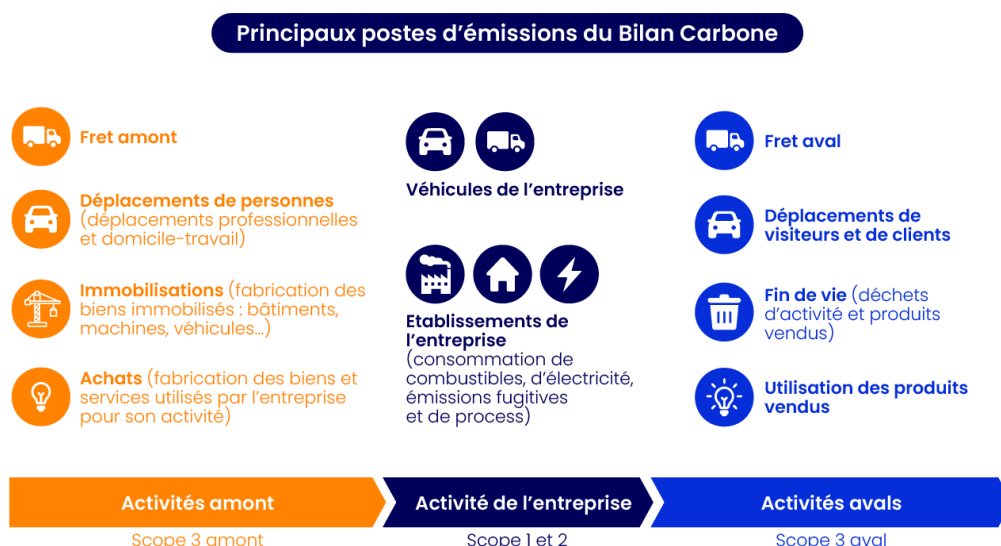 Principaux postes d’émissions du Bilan Carbone
Fret amont
Déplacements de personnes
(déplacements professionnelles
et domicile-travail)
Immobilisations (fabrication des
biens immobilisés : bâtiments,
machines, véhicules…)
Achats (fabrication des biens et
services utilisés par l’entreprise
pour son activité)
Véhicules de l’entreprise
Etablissements de
l’entreprise
(consommation de
combustibles, d’électricité,
émissions fugitives
et de process)
Fret aval
Déplacements de
visiteurs et de clients
Fin de vie (déchets
d’activité et produits
vendus)
Utilisation des produits
vendus
Activités amont
Activité de l’entreprise
Activités avals
Scope 3 amont
Scope 1 et 2
Scope 3 aval